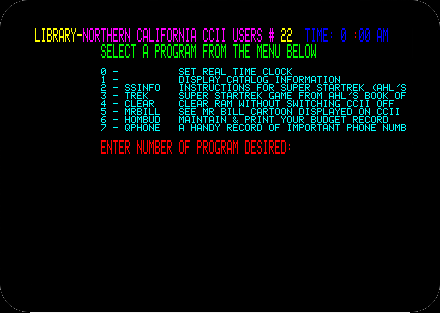 LIBRARY-NORTHERN CALIFORNIA CCII USERS # 22 TIME: 0 :00 AM
SELECT A PROGRAM FROM THE MENU BELOW
0 - SET REAL TIME CLOCK
1 - DISPLAY CATALOG INFORMATION
2 - SSINFO INSTRUCTIONS FOR SUPER STARTREK (AHL'S
3 - TREK SUPER STARTREK GAME FROM AHL'S BOOK OF
4 - CLEAR CLEAR RAM WITHOUT SWITCHING CCII OFF
5 - MRBILL SEE MR BILL CARTOON DISPLAYED ON CCII
6 - HOMBUD MAINTAIN & PRINT YOUR BUDGET RECORD
7 - QPHONE A HANDY RECORD OF IMPORTANT PHONE NUMB
ENTER NUMBER OF PROGRAM DESIRED: